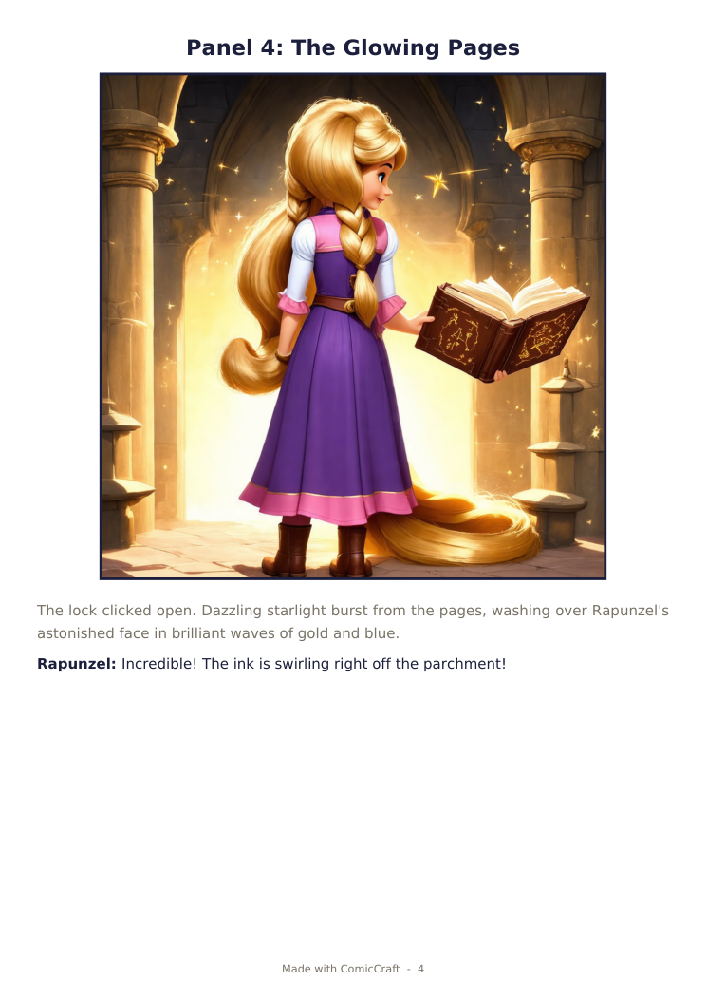 Panel 4: The Glowing Pages
The lock clicked open. Dazzling starlight burst from the pages, washing over Rapunzel's
astonished face in brilliant waves of gold and blue.
Rapunzel: Incredible! The ink is swirling right off the parchment!
Made with ComicCraft - 4